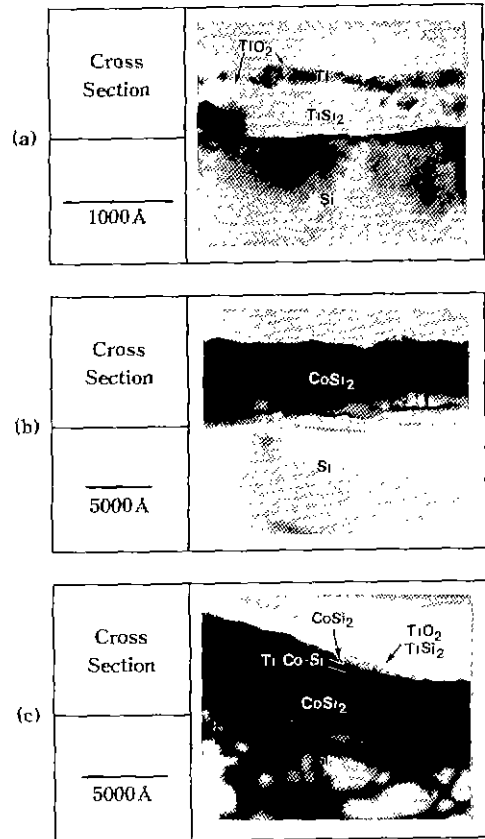 (a)
Cross
Section
1000 Å
TiO2
Ti
TiSi2
Si
(b)
Cross
Section
5000 Å
CoSi2
Si
(c)
Cross
Section
5000 Å
CoSi2
TiO2
TiSi2
Ti Co-Si
CoSi2